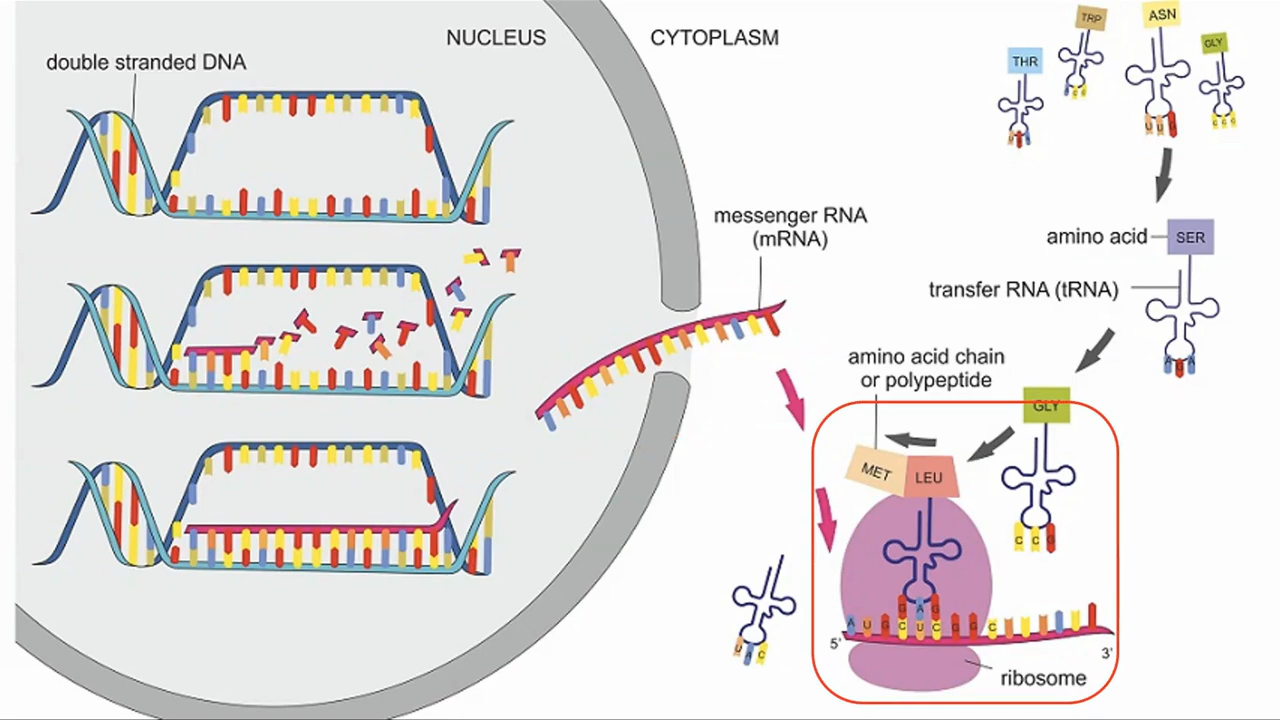 NUCLEUS
CYTOPLASM
double stranded DNA
TRP
ASN
GLY
THR
C C
U U G
C C C
U
messenger RNA
(mRNA)
amino acid
SER
transfer RNA (tRNA)
A G A
amino acid chain
or polypeptide
GLY
MET
LEU
C C G
G A G
A U G C U C G G C
U A C
5'
3'
ribosome